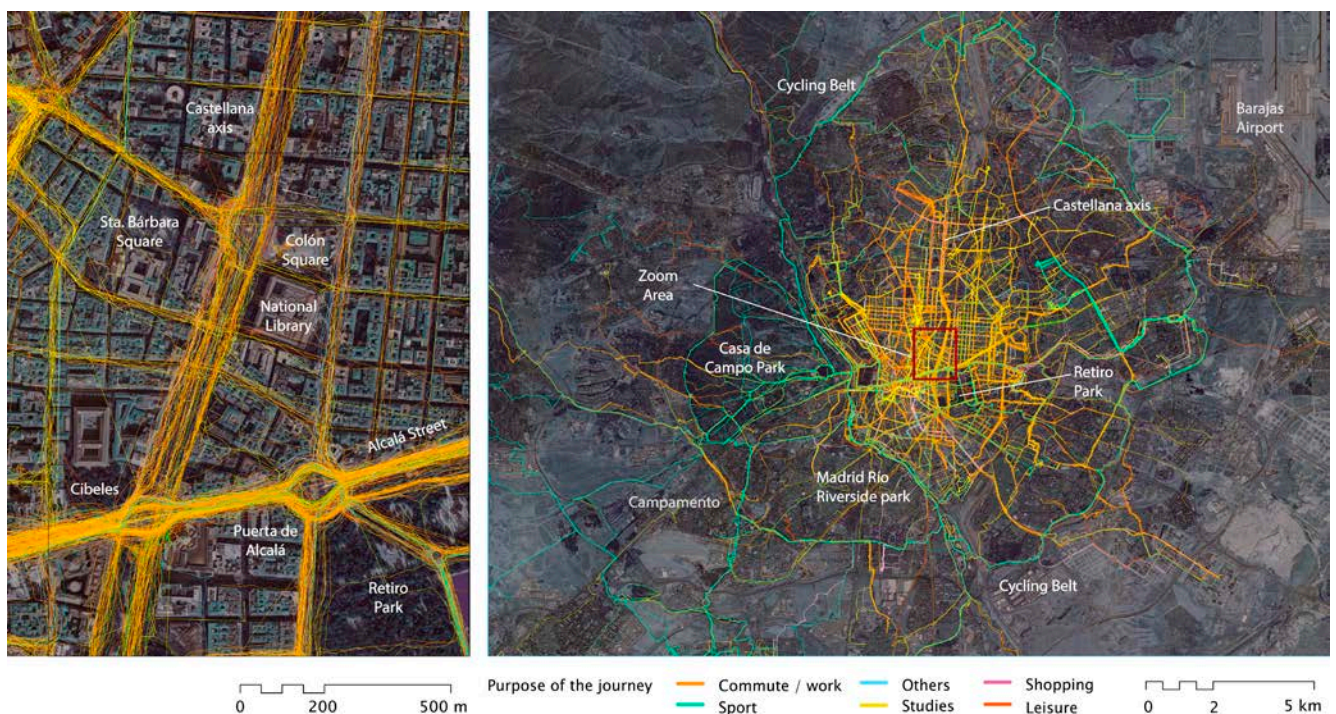 Castellana
axis
Sta. Bárbara
Square
Colón
Square
National
Library
Alcalá Street
Cibeles
Puerta de
Alcalá
Retiro
Park
Cycling Belt
Barajas
Airport
Castellana axis
Zoom
Area
Casa de
Campo Park
Retiro
Park
Madrid Río
Riverside park
Campamento
Cycling Belt
0 200 500 m
Purpose of the journey
Commute / work
Others
Shopping
Sport
Studies
Leisure
0 2 5 km